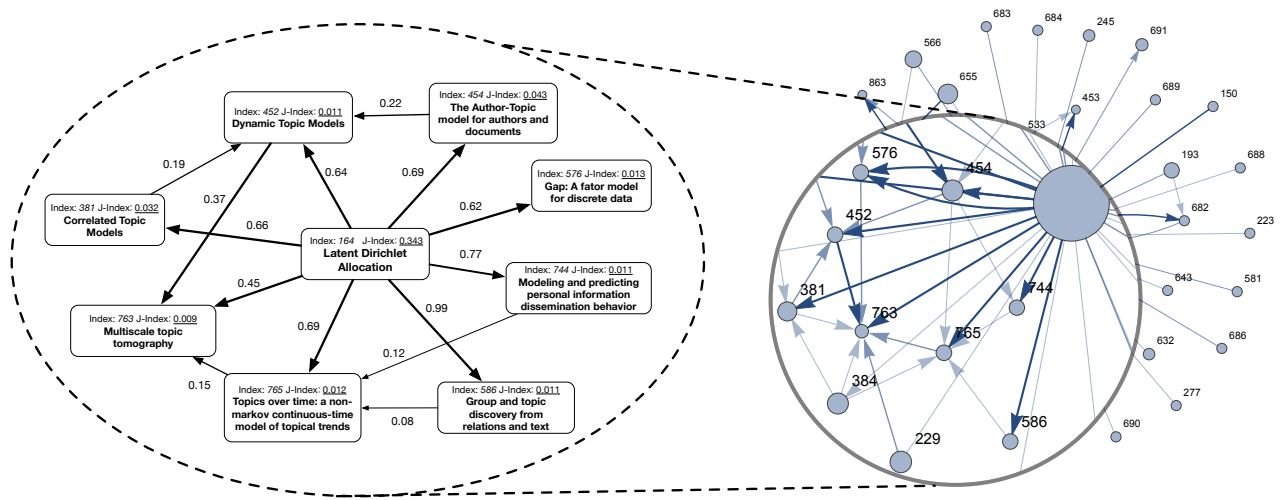 Index: 452 J-Index: 0.011
Dynamic Topic Models
0.22
Index: 454 J-Index: 0.043
The Author-Topic
model for authors and
documents
0.19
0.37
0.64
0.69
Index: 576 J-Index: 0.013
Gap: A fator model
for discrete data
Index: 381 J-Index: 0.032
Correlated Topic
Models
0.66
0.62
Index: 164 J-Index: 0.343
Latent Dirichlet
Allocation
0.77
Index: 744 J-Index: 0.011
Modeling and predicting
personal information
dissemination behavior
0.45
0.99
0.69
Index: 763 J-Index: 0.009
Multiscale topic
tomography
0.12
0.15
Index: 765 J-Index: 0.012
Topics over time: a non-
markov continuous-time
model of topical trends
0.08
Index: 586 J-Index: 0.011
Group and topic
discovery from
relations and text
683
684
245
691
566
655
863
689
150
453
533
576
454
193
688
452
682
223
381
744
643
581
763
765
686
632
384
277
586
690
229